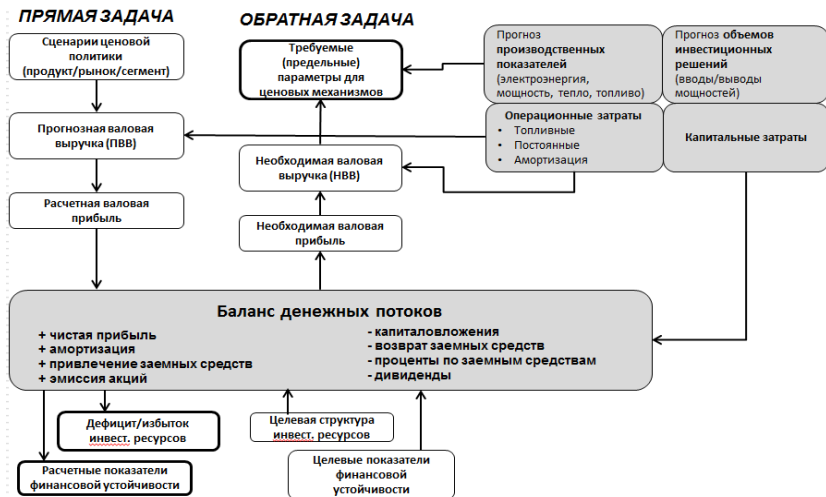 ПРЯМАЯ ЗАДАЧА
Сценарии ценовой
политики
(продукт/рынок/сегмент)
Прогнозная валовая
выручка (ПВВ)
Расчетная валовая
прибыль
ОБРАТНАЯ ЗАДАЧА
Требуемые
(предельные)
параметры для
ценовых механизмов
Необходимая валовая
выручка (НВВ)
Необходимая валовая
прибыль
Прогноз
производственных
показателей
(электроэнергия,
мощность, тепло, топливо)
Прогноз объемов
инвестиционных
решений
(вводы/выводы
мощностей)
Операционные затраты
• Топливные
• Постоянные
• Амортизация
Капитальные затраты
Баланс денежных потоков
+ чистая прибыль
+ амортизация
+ привлечение заемных средств
+ эмиссия акций
- капиталовложения
- возврат заемных средств
- проценты по заемным средствам
- дивиденды
Дефицит/избыток
инвест. ресурсов
Расчетные показатели
финансовой устойчивости
Целевая структура
инвест. ресурсов
Целевые показатели
финансовой
устойчивости